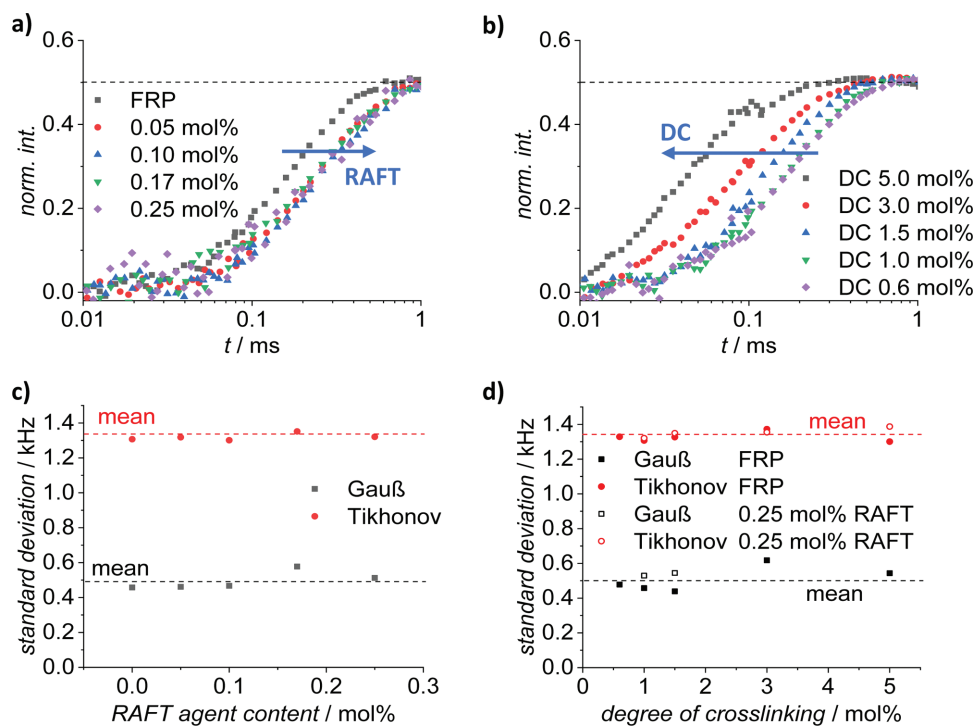 a)
norm. int.
0.6
0.4
0.2
0.0
FRP
0.05 mol%
0.10 mol%
0.17 mol%
0.25 mol%
RAFT
0.01
0.1
1
t / ms
b)
norm. int.
0.6
0.4
0.2
0.0
DC
DC 5.0 mol%
DC 3.0 mol%
DC 1.5 mol%
DC 1.0 mol%
DC 0.6 mol%
0.01
0.1
1
t / ms
c)
standard deviation / kHz
1.4
1.2
1.0
0.8
0.6
0.4
0.2
0.0
mean
Gauß
Tikhonov
mean
0.0
0.1
0.2
0.3
RAFT agent content / mol%
d)
standard deviation / kHz
1.4
1.2
1.0
0.8
0.6
0.4
0.2
0.0
mean
Gauß FRP
Tikhonov FRP
Gauß 0.25 mol% RAFT
Tikhonov 0.25 mol% RAFT
mean
0
1
2
3
4
5
degree of crosslinking / mol%